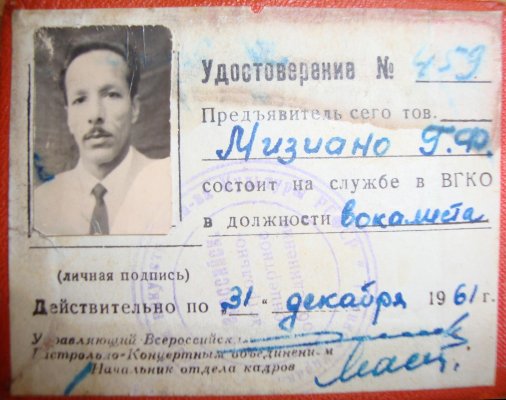 Удостоверение № 459
Предъявитель сего тов.
Мизиано Г.Ф.
состоит на службе в ВГКО
в должности вокалиста
(личная подпись)
Действительно по „31“ декабря 1961 г.
Управляющий Всероссийским
Гастрольно-Концертным объединением
Начальник отдела кадров